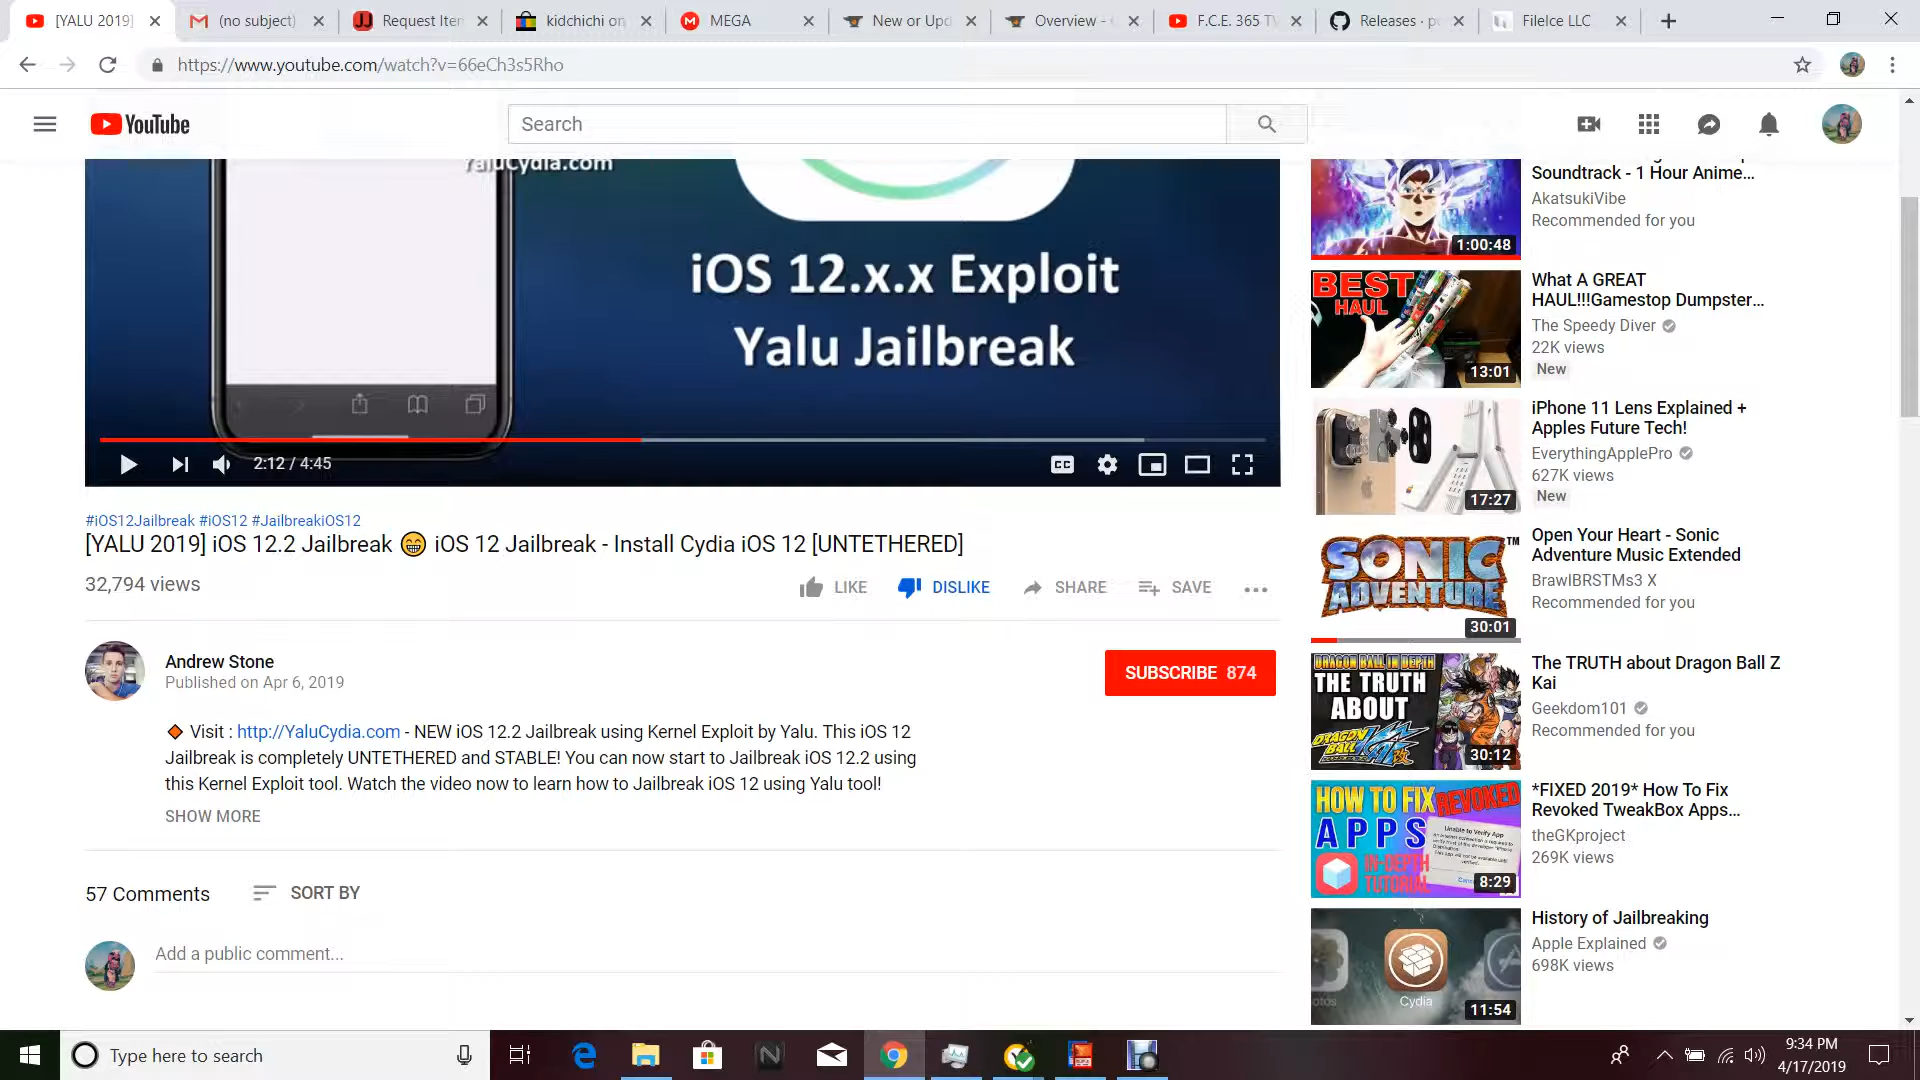 [YALU 2019]
(no subject)
Request Iten
kidchichi on
MEGA
New or Upd
Overview -
F.C.E. 365 TV
Releases · p
FileIce LLC
https://www.youtube.com/watch?v=66eCh3s5Rho
YouTube
Search
YaluCydia.com
iOS 12.x.x Exploit
Yalu Jailbreak
2:12 / 4:45
CC
#iOS12Jailbreak #iOS12 #JailbreakiOS12
[YALU 2019] iOS 12.2 Jailbreak 😁 iOS 12 Jailbreak - Install Cydia iOS 12 [UNTETHERED]
32,794 views
LIKE
DISLIKE
SHARE
SAVE
Andrew Stone
Published on Apr 6, 2019
SUBSCRIBE 874
Visit : http://YaluCydia.com - NEW iOS 12.2 Jailbreak using Kernel Exploit by Yalu. This iOS 12
Jailbreak is completely UNTETHERED and STABLE! You can now start to Jailbreak iOS 12.2 using
this Kernel Exploit tool. Watch the video now to learn how to Jailbreak iOS 12 using Yalu tool!
SHOW MORE
57 Comments
SORT BY
Add a public comment...
Soundtrack - 1 Hour Anime...
AkatsukiVibe
Recommended for you
1:00:48
BEST
HAUL
13:01
What A GREAT
HAUL!!!Gamestop Dumpster...
The Speedy Diver
22K views
New
17:27
iPhone 11 Lens Explained +
Apples Future Tech!
EverythingApplePro
627K views
New
SONIC
ADVENTURE
TM
30:01
Open Your Heart - Sonic
Adventure Music Extended
BrawlBRSTMs3 X
Recommended for you
DRAGON BALL IN DEPTH
THE TRUTH
ABOUT
DRAGON BALL
KAI
30:12
The TRUTH about Dragon Ball Z
Kai
Geekdom101
Recommended for you
HOW TO FIX REVOKED
APPS
IN-DEPTH
TUTORIAL
Unable to Verify App
8:29
*FIXED 2019* How To Fix
Revoked TweakBox Apps...
theGKproject
269K views
Cydia
11:54
History of Jailbreaking
Apple Explained
698K views
Type here to search
9:34 PM
4/17/2019